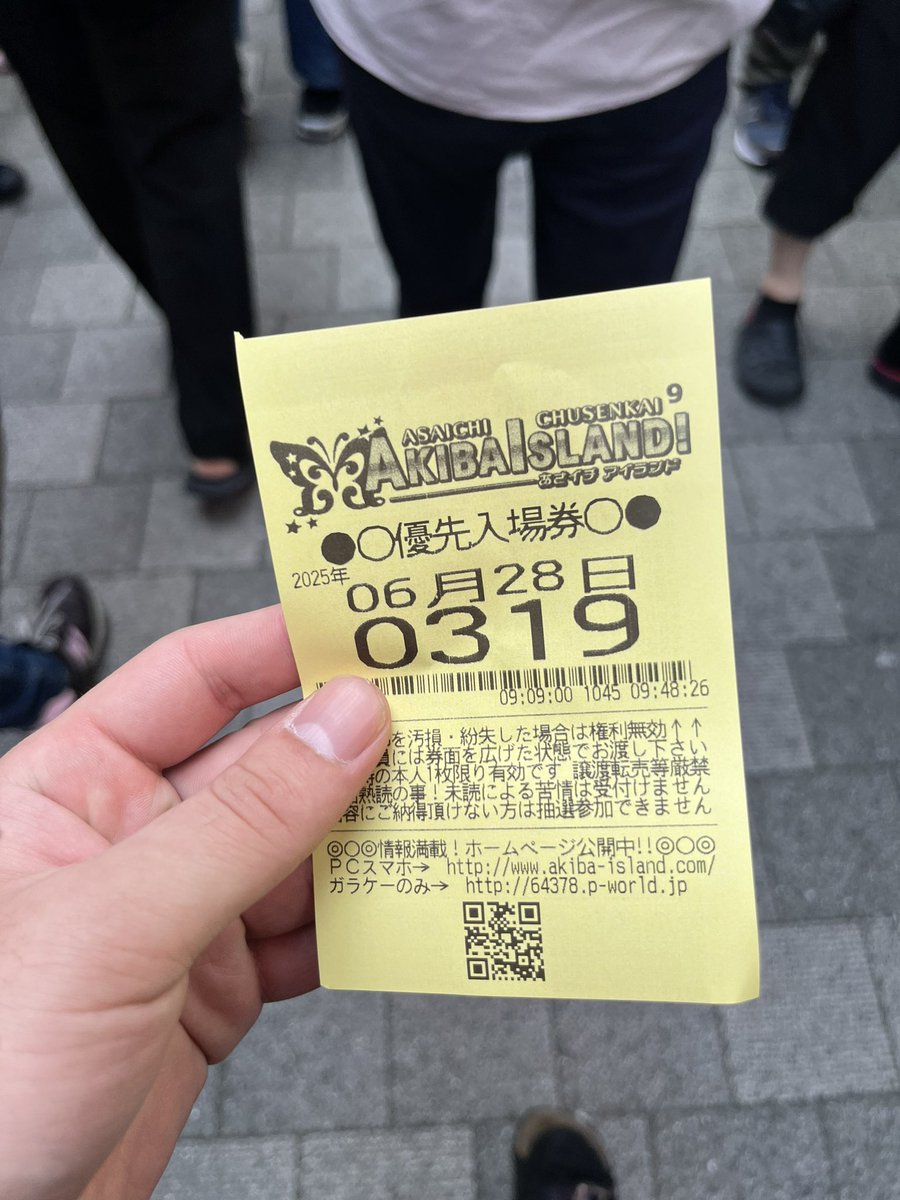 ASAICHI CHUSENKAI 9
AKIBAISLAND!
あさイチ アイランド
●○優先入場券○●
2025年
06月28日
0319
09:09:00 1045 09:48:26
を汚損・紛失した場合は権利無効↑↑
員には券面を広げた状態でお渡し下さい
の本人1枚限り有効です 譲渡転売等厳禁
熟読の事！未読による苦情は受付けません
容にご納得頂けない方は抽選参加できません
◎○◎情報満載！ホームページ公開中!!◎○◎
PCスマホ→ http://www.akiba-island.com/
ガラケーのみ→ http://64378.p-world.jp